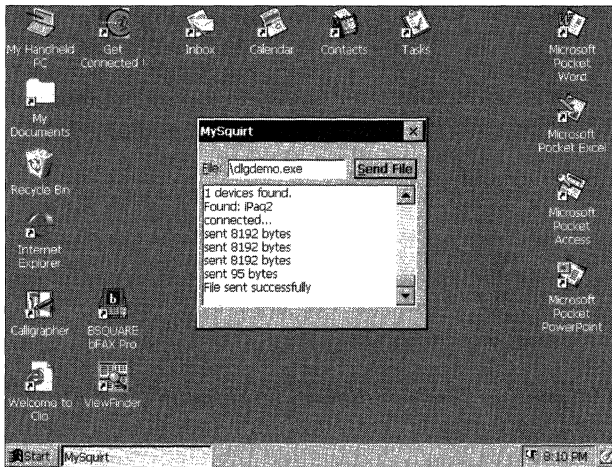 My Handheld
PC
Get
Connected !
Inbox
Calendar
Contacts
Tasks
Microsoft
Pocket
Word
My
Documents
Microsoft
Pocket Excel
Recycle Bin
Microsoft
Pocket
Access
Internet
Explorer
Microsoft
Pocket
PowerPoint
Calligrapher
b
BSQUARE
bFAX Pro
Welcome to
Clio
ViewFinder
MySquirt
File: \dlgdemo.exe Send File
1 devices found.
Found: iPaq2
connected...
sent 8192 bytes
sent 8192 bytes
sent 8192 bytes
sent 95 bytes
File sent successfully
Start MySquirt 8:10 PM